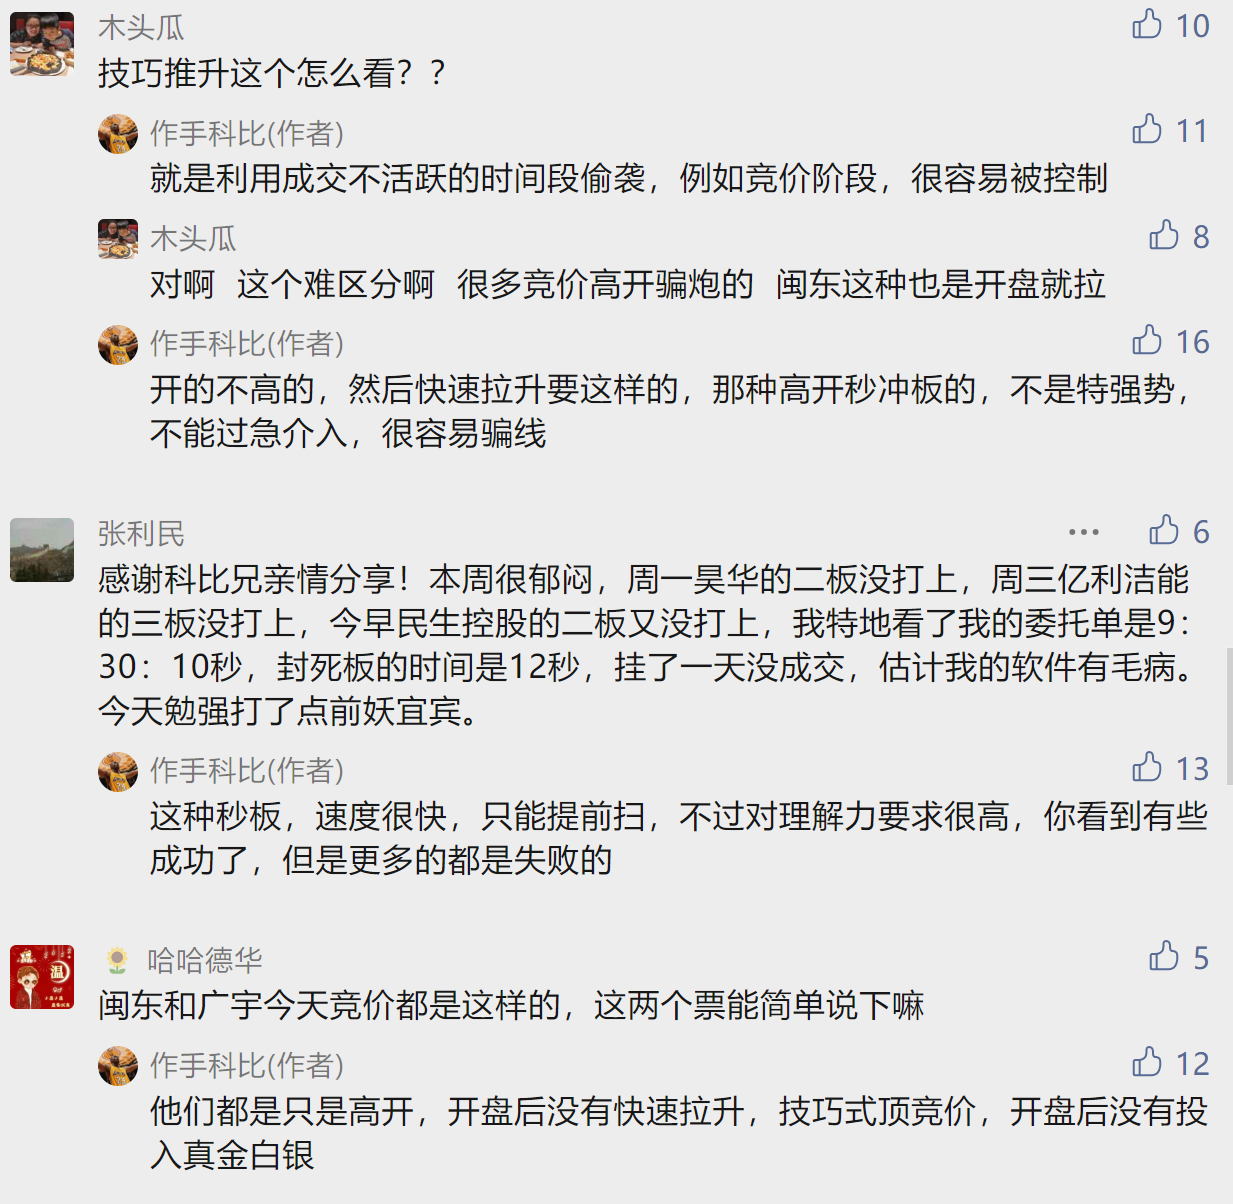 木头瓜
10
技巧推升这个怎么看？？
作手科比(作者)
11
就是利用成交不活跃的时间段偷袭，例如竞价阶段，很容易被控制
木头瓜
8
对啊 这个难区分啊 很多竞价高开骗炮的 闽东这种也是开盘就拉
作手科比(作者)
16
开的不高的，然后快速拉升要这样的，那种高开秒冲板的，不是特强势，
不能过急介入，很容易骗线
张利民
6
感谢科比兄亲情分享！本周很郁闷，周一昊华的二板没打上，周三亿利洁能
的三板没打上，今早民生控股的二板又没打上，我特地看了我的委托单是9：
30：10秒，封死板的时间是12秒，挂了一天没成交，估计我的软件有毛病。
今天勉强打了点前妖宜宾。
作手科比(作者)
13
这种秒板，速度很快，只能提前扫，不过对理解力要求很高，你看到有些
成功了，但是更多的都是失败的
哈哈德华
5
温
闽东和广宇今天竞价都是这样的，这两个票能简单说下嘛
作手科比(作者)
12
他们都是只是高开，开盘后没有快速拉升，技巧式顶竞价，开盘后没有投
入真金白银